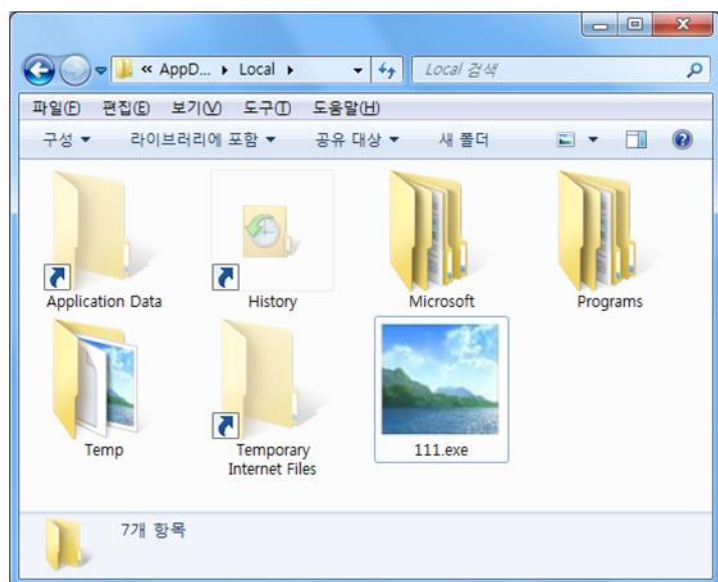 « AppD... ▸ Local ▸
Local 검색
파일(F) 편집(E) 보기(V) 도구(T) 도움말(H)
구성 ▼ 라이브러리에 포함 ▼ 공유 대상 ▼ 새 폴더
Application Data
History
Microsoft
Programs
Temp
Temporary
Internet Files
111.exe
7개 항목